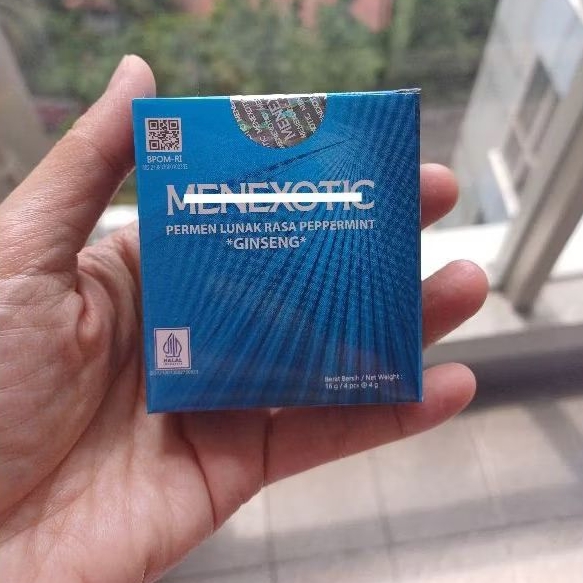 BPOM-RI
MENEXOTIC
PERMEN LUNAK RASA PEPPERMINT
*GINSENG*
HALAL
Berat Bersih / Net Weight :
16 g / 4 pcs @ 4 g